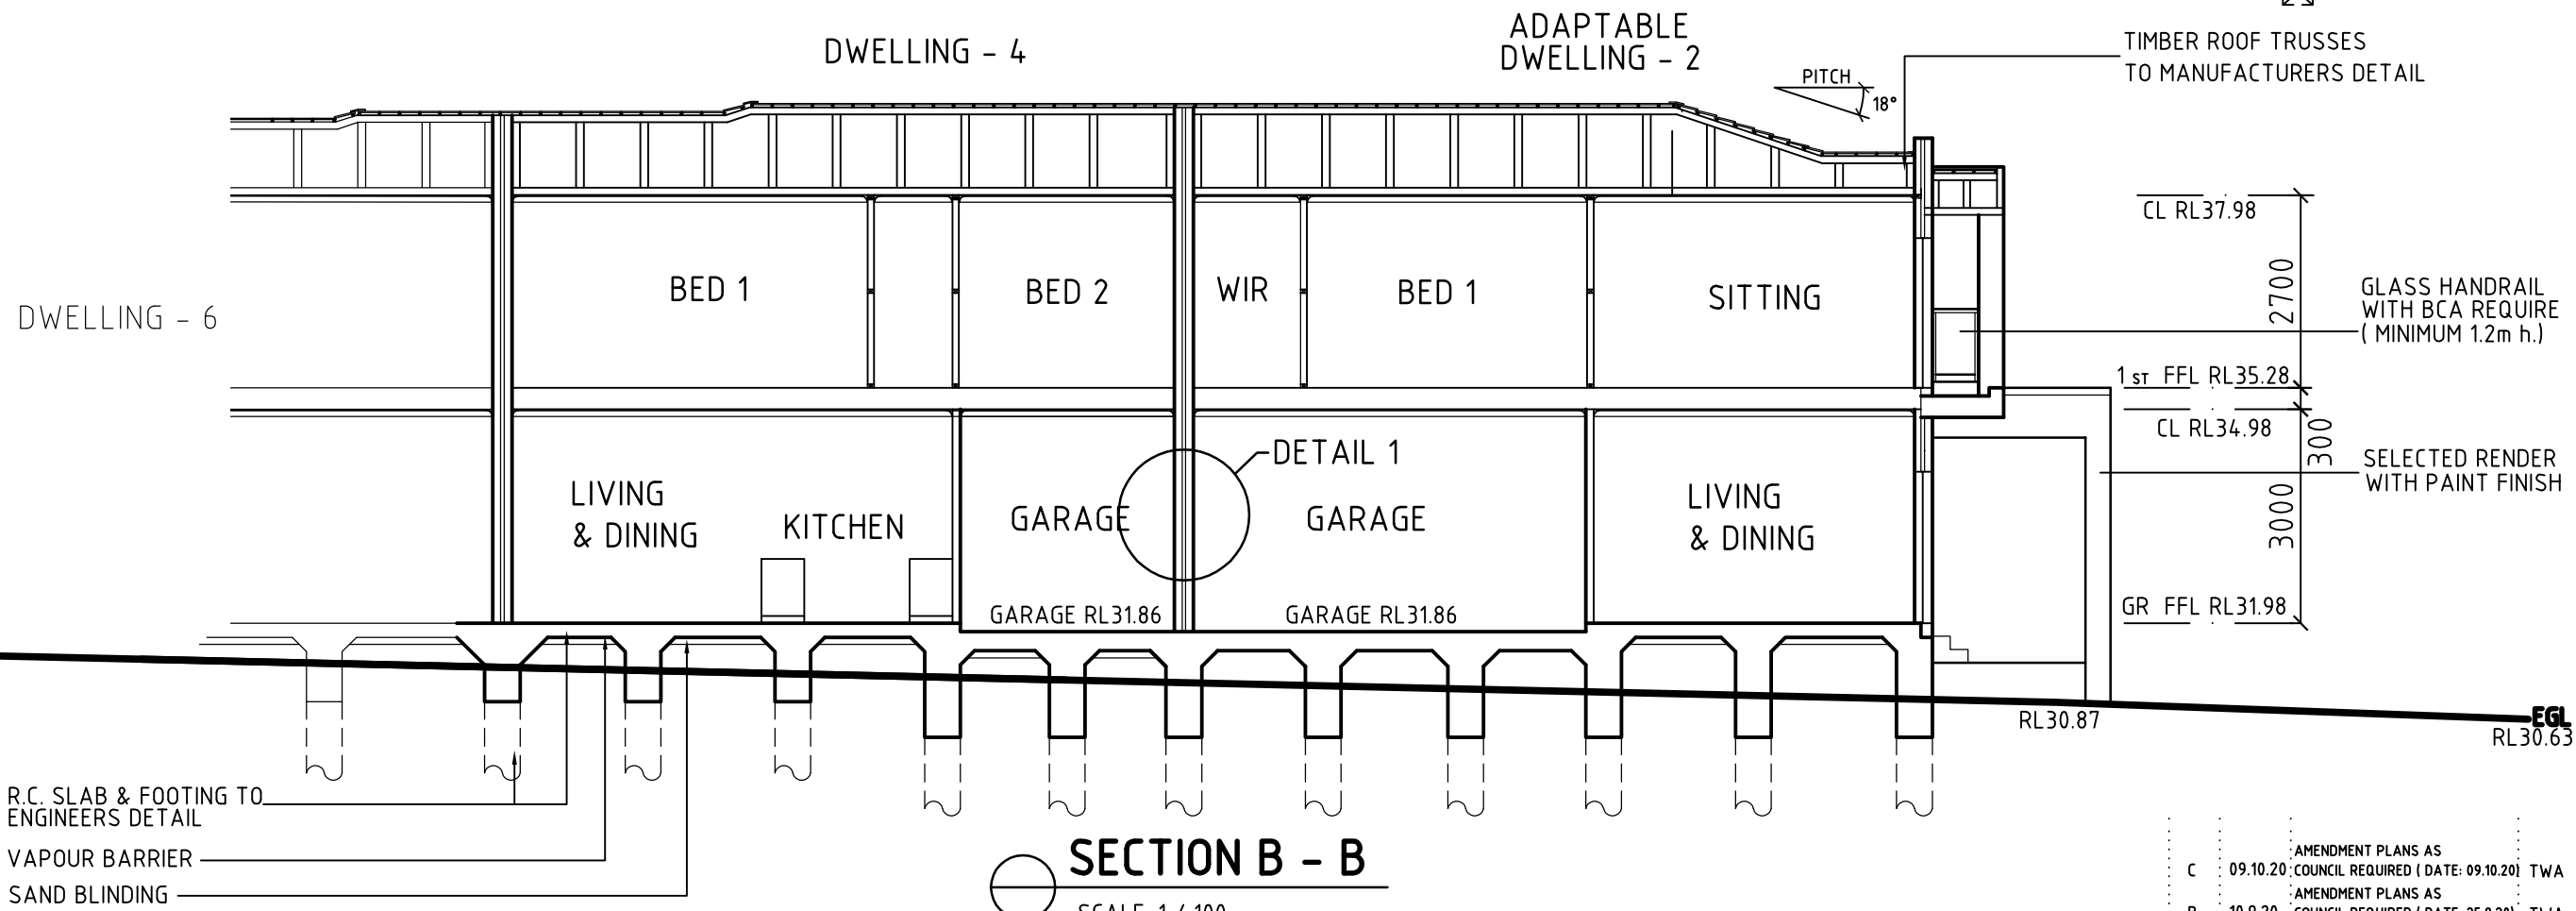 DWELLING - 4
ADAPTABLE
DWELLING - 2
TIMBER ROOF TRUSSES
TO MANUFACTURERS DETAIL
PITCH
18°
CL RL37.98
DWELLING - 6
BED 1
BED 2
WIR
BED 1
SITTING
2700
GLASS HANDRAIL
WITH BCA REQUIRE
( MINIMUM 1.2m h.)
1 ST FFL RL35.28
CL RL34.98
300
DETAIL 1
SELECTED RENDER
WITH PAINT FINISH
LIVING
& DINING
KITCHEN
GARAGE
GARAGE
LIVING
& DINING
3000
GARAGE RL31.86
GARAGE RL31.86
GR FFL RL31.98
RL30.87
EGL
RL30.63
R.C. SLAB & FOOTING TO
ENGINEERS DETAIL
VAPOUR BARRIER
SAND BLINDING
SECTION B - B
SCALE 1 / 100
AMENDMENT PLANS AS
C 09.10.20 COUNCIL REQUIRED ( DATE: 09.10.20) TWA
AMENDMENT PLANS AS